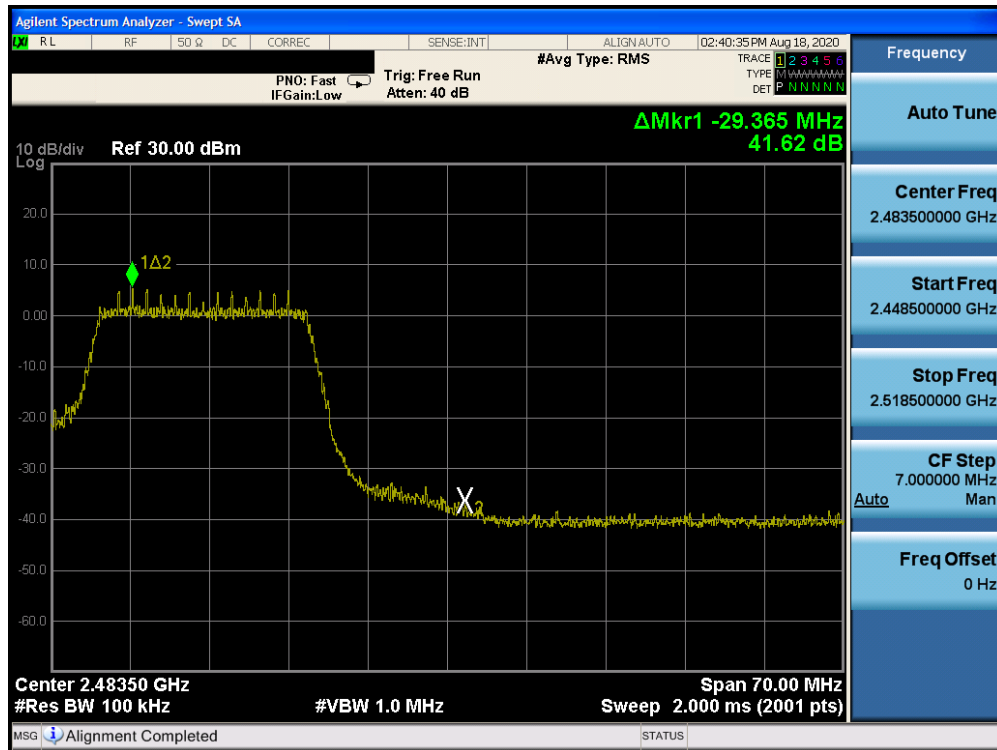 Agilent Spectrum Analyzer - Swept SA
LXI RL RF 50 Ω DC CORREC SENSE:INT ALIGN AUTO 02:40:35 PM Aug 18, 2020
Frequency
#Avg Type: RMS
TRACE 1 2 3 4 5 6
TYPE M
DET P N N N N N
PNO: Fast
IFGain:Low
Trig: Free Run
Atten: 40 dB
Auto Tune
ΔMkr1 -29.365 MHz
41.62 dB
10 dB/div Ref 30.00 dBm
Log
20.0
10.0
0.00
-10.0
-20.0
-30.0
-40.0
-50.0
-60.0
1Δ2
X2
Center Freq
2.483500000 GHz
Start Freq
2.448500000 GHz
Stop Freq
2.518500000 GHz
CF Step
7.000000 MHz
Auto Man
Freq Offset
0 Hz
Center 2.48350 GHz Span 70.00 MHz
#Res BW 100 kHz #VBW 1.0 MHz Sweep 2.000 ms (2001 pts)
MSG Alignment Completed STATUS